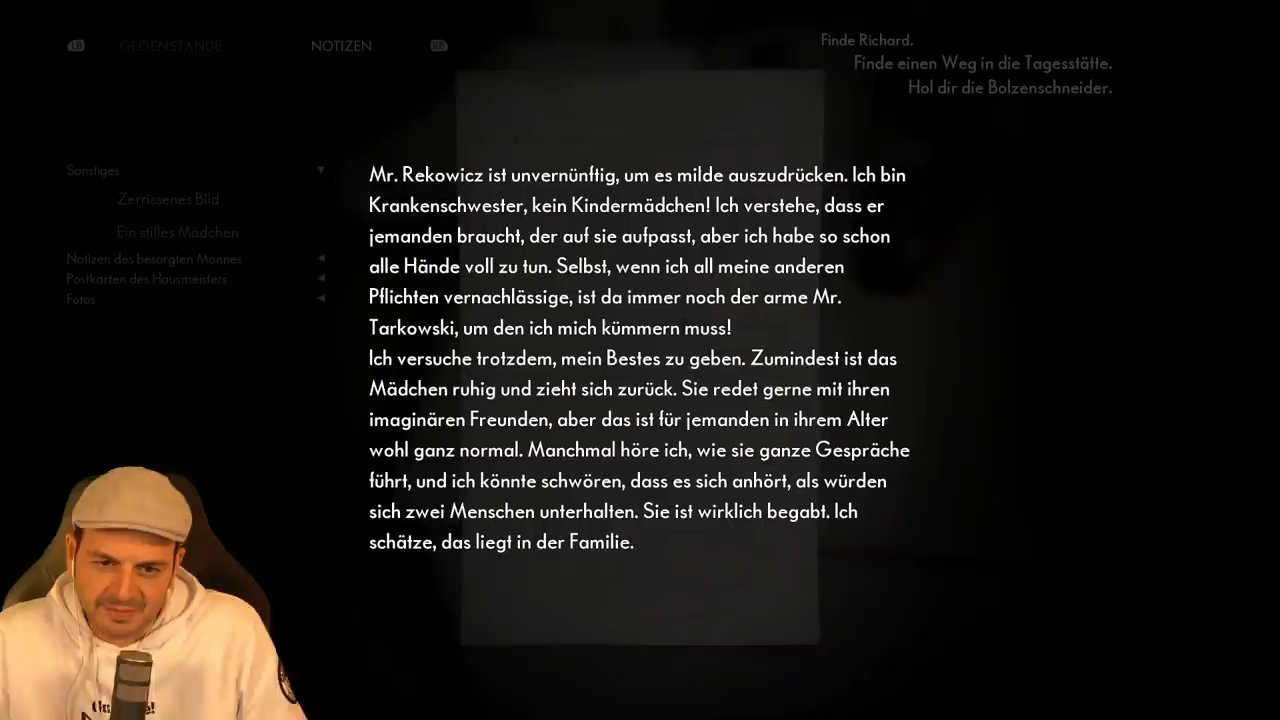 LB GEGENSTÄNDE NOTIZEN RB
Finde Richard.
Finde einen Weg in die Tagesstätte.
Hol dir die Bolzenschneider.
Sonstiges
Zerrissenes Bild
Ein stilles Mädchen
Notizen des besorgten Mannes
Postkarten des Hausmeisters
Fotos
Mr. Rekowicz ist unvernünftig, um es milde auszudrücken. Ich bin
Krankenschwester, kein Kindermädchen! Ich verstehe, dass er
jemanden braucht, der auf sie aufpasst, aber ich habe so schon
alle Hände voll zu tun. Selbst, wenn ich all meine anderen
Pflichten vernachlässige, ist da immer noch der arme Mr.
Tarkowski, um den ich mich kümmern muss!
Ich versuche trotzdem, mein Bestes zu geben. Zumindest ist das
Mädchen ruhig und zieht sich zurück. Sie redet gerne mit ihren
imaginären Freunden, aber das ist für jemanden in ihrem Alter
wohl ganz normal. Manchmal höre ich, wie sie ganze Gespräche
führt, und ich könnte schwören, dass es sich anhört, als würden
sich zwei Menschen unterhalten. Sie ist wirklich begabt. Ich
schätze, das liegt in der Familie.